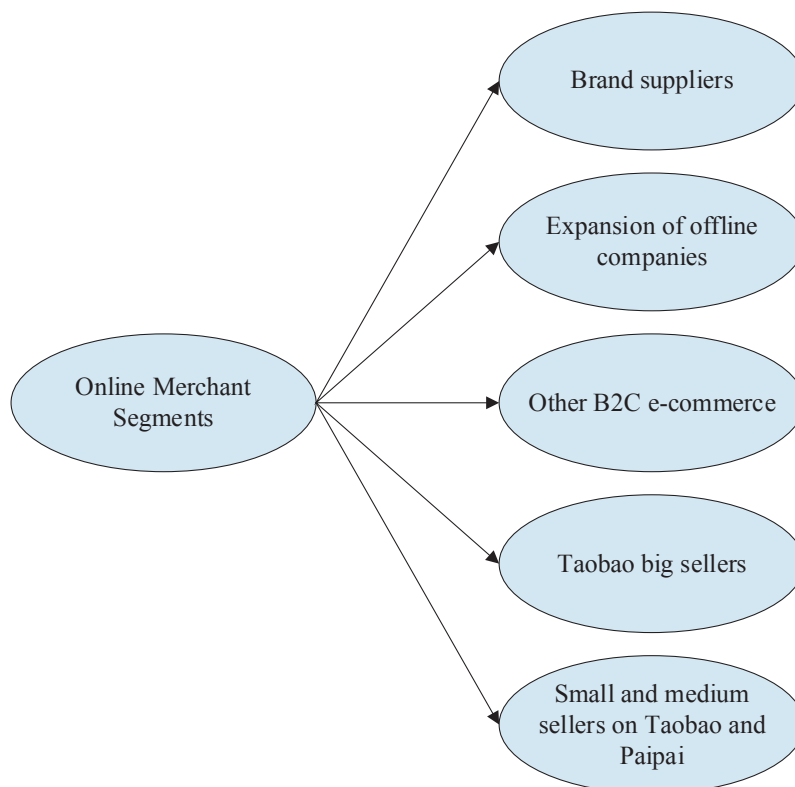 Brand suppliers
Expansion of offline
companies
Online Merchant
Segments
Other B2C e-commerce
Taobao big sellers
Small and medium
sellers on Taobao and
Paipai